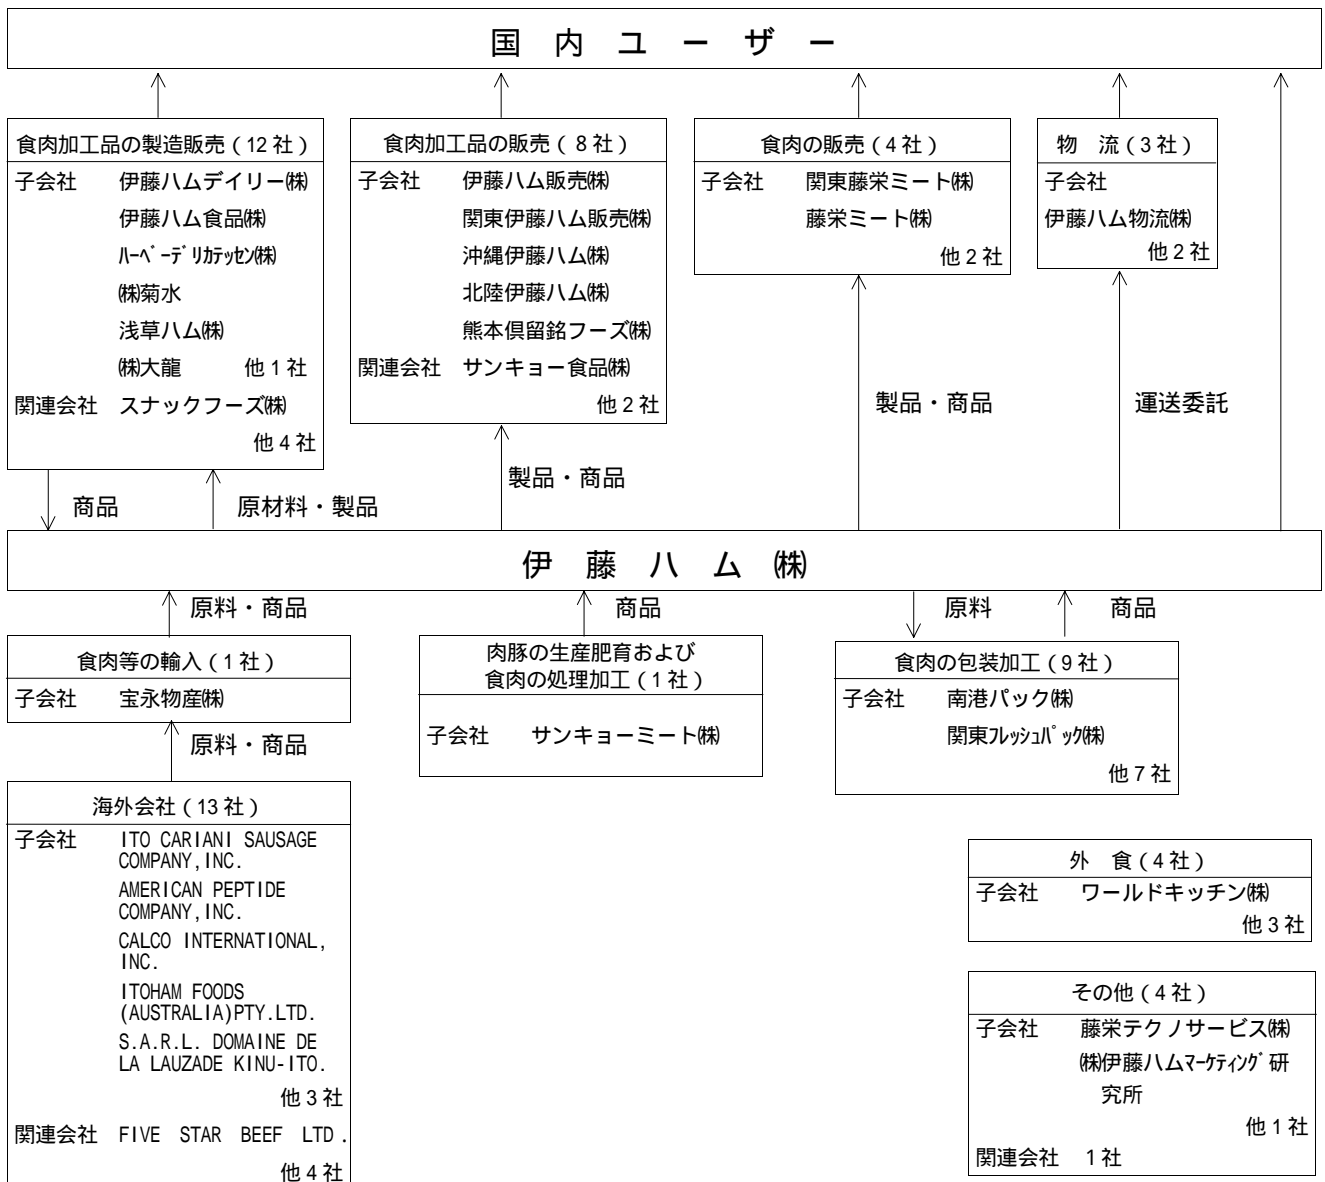 国 内 ユ ー ザ ー
食肉加工品の製造販売（12社）
子会社 伊藤ハムデイリー㈱
伊藤ハム食品㈱
ﾊｰﾍﾞｰﾃﾞﾘｶﾃｯｾﾝ㈱
㈱菊水
浅草ハム㈱
㈱大龍 他1社
関連会社 スナックフーズ㈱
他4社
食肉加工品の販売（8社）
子会社 伊藤ハム販売㈱
関東伊藤ハム販売㈱
沖縄伊藤ハム㈱
北陸伊藤ハム㈱
熊本倶留銘フーズ㈱
関連会社 サンキョー食品㈱
他2社
食肉の販売（4社）
子会社 関東藤栄ミート㈱
藤栄ミート㈱
他2社
物 流（3社）
子会社
伊藤ハム物流㈱
他2社
商品
原材料・製品
製品・商品
製品・商品
運送委託
伊 藤 ハ ム ㈱
原料・商品
商品
原料
商品
食肉等の輸入（1社）
子会社 宝永物産㈱
原料・商品
肉豚の生産肥育および
食肉の処理加工（1社）
子会社 サンキョーミート㈱
食肉の包装加工（9社）
子会社 南港パック㈱
関東ﾌﾚｯｼｭﾊﾟｯｸ㈱
他7社
海外会社（13社）
子会社 ITO CARIANI SAUSAGE
COMPANY,INC.
AMERICAN PEPTIDE
COMPANY,INC.
CALCO INTERNATIONAL,
INC.
ITOHAM FOODS
(AUSTRALIA)PTY.LTD.
S.A.R.L. DOMAINE DE
LA LAUZADE KINU-ITO.
他3社
関連会社 FIVE STAR BEEF LTD.
他4社
外 食（4社）
子会社 ワールドキッチン㈱
他3社
その他（4社）
子会社 藤栄テクノサービス㈱
㈱伊藤ハムﾏｰｹﾃｨﾝｸﾞ研
究所
他1社
関連会社 1社